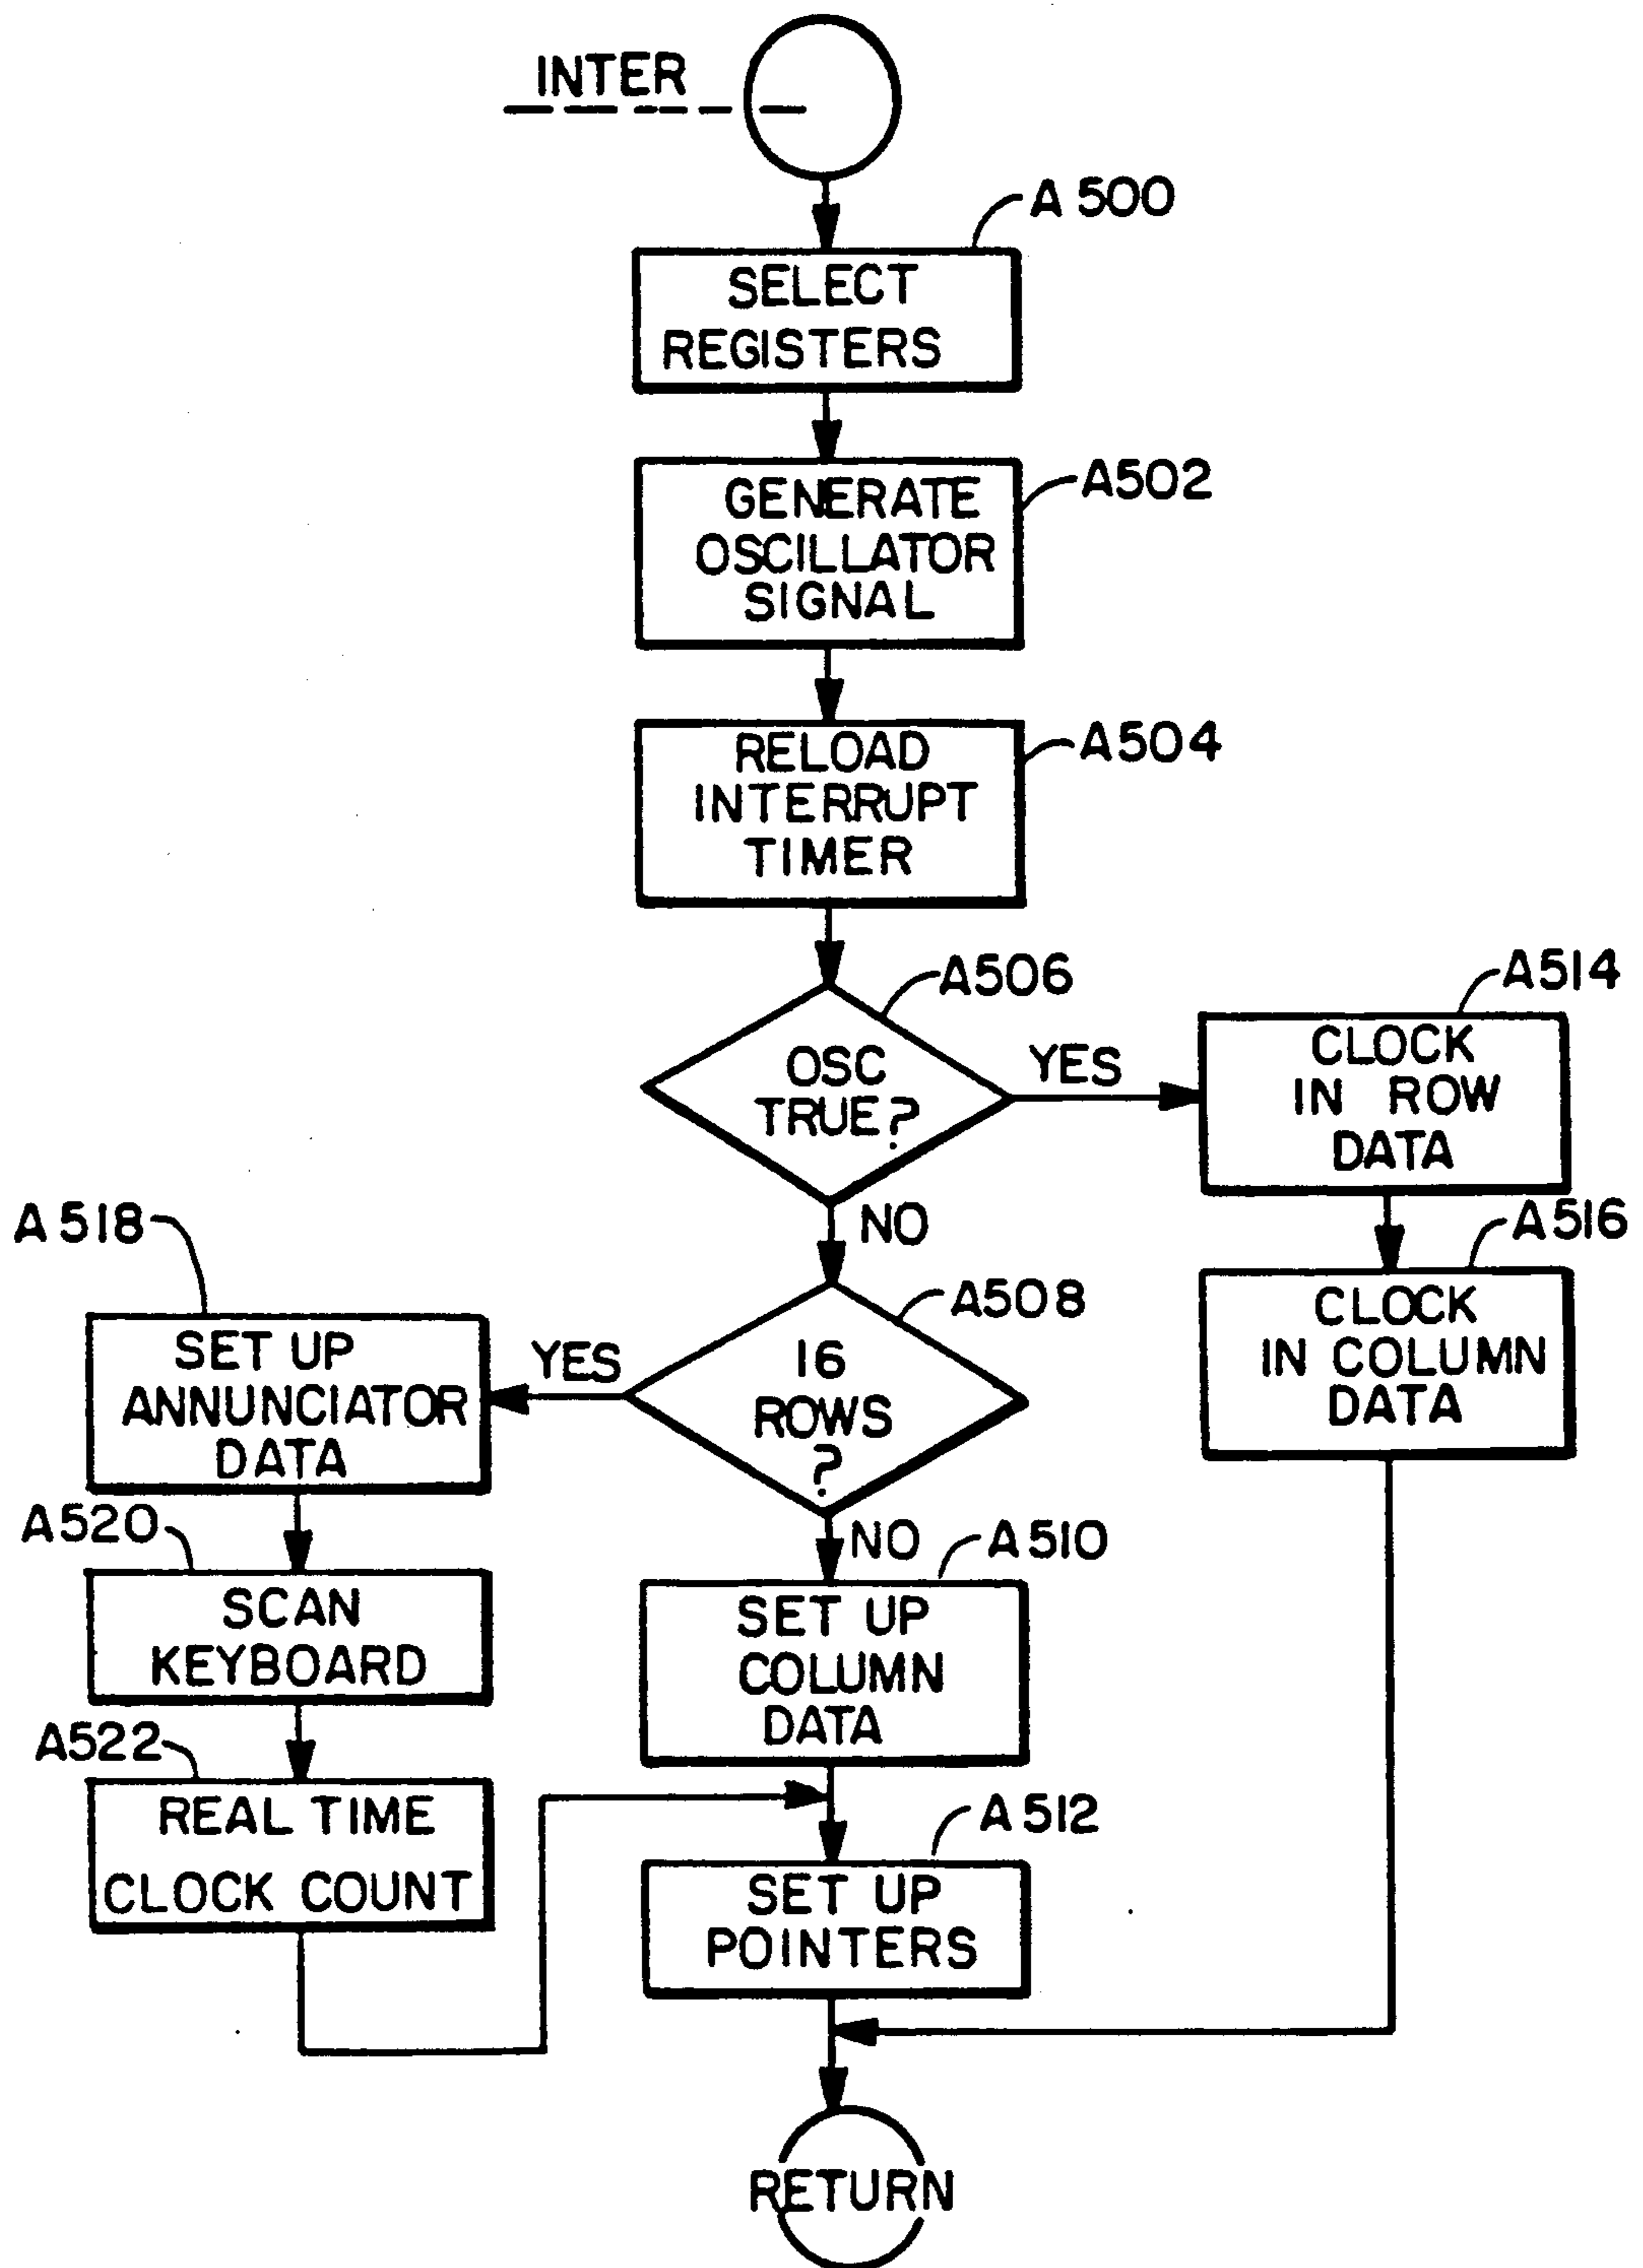 INTER
A 500
SELECT
REGISTERS
A502
GENERATE
OSCILLATOR
SIGNAL
A504
RELOAD
INTERRUPT
TIMER
A506
OSC
TRUE?
YES
NO
A514
CLOCK
IN ROW
DATA
A516
CLOCK
IN COLUMN
DATA
A508
16
ROWS
?
YES
NO
A518
SET UP
ANNUNCIATOR
DATA
A520
SCAN
KEYBOARD
A522
REAL TIME
CLOCK COUNT
A510
SET UP
COLUMN
DATA
A512
SET UP
POINTERS
RETURN